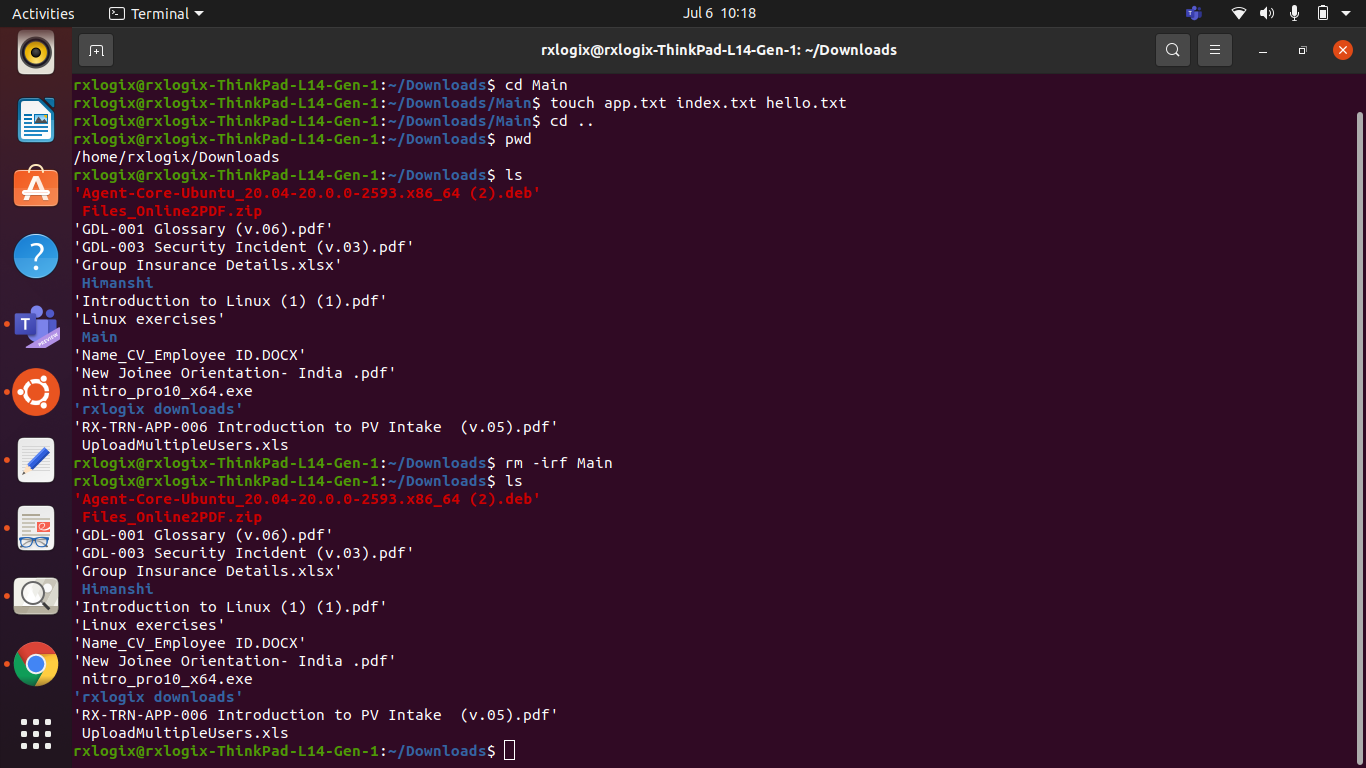 Activities
Terminal
Jul 6 10:18
rxlogix@rxlogix-ThinkPad-L14-Gen-1: ~/Downloads
rxlogix@rxlogix-ThinkPad-L14-Gen-1:~/Downloads$ cd Main
rxlogix@rxlogix-ThinkPad-L14-Gen-1:~/Downloads/Main$ touch app.txt index.txt hello.txt
rxlogix@rxlogix-ThinkPad-L14-Gen-1:~/Downloads/Main$ cd ..
rxlogix@rxlogix-ThinkPad-L14-Gen-1:~/Downloads$ pwd
/home/rxlogix/Downloads
rxlogix@rxlogix-ThinkPad-L14-Gen-1:~/Downloads$ ls
'Agent-Core-Ubuntu_20.04-20.0.0-2593.x86_64 (2).deb'
Files_Online2PDF.zip
'GDL-001 Glossary (v.06).pdf'
'GDL-003 Security Incident (v.03).pdf'
'Group Insurance Details.xlsx'
Himanshi
'Introduction to Linux (1) (1).pdf'
'Linux exercises'
Main
'Name_CV_Employee ID.DOCX'
'New Joinee Orientation- India .pdf'
nitro_pro10_x64.exe
'rxlogix downloads'
'RX-TRN-APP-006 Introduction to PV Intake  (v.05).pdf'
UploadMultipleUsers.xls
rxlogix@rxlogix-ThinkPad-L14-Gen-1:~/Downloads$ rm -irf Main
rxlogix@rxlogix-ThinkPad-L14-Gen-1:~/Downloads$ ls
'Agent-Core-Ubuntu_20.04-20.0.0-2593.x86_64 (2).deb'
Files_Online2PDF.zip
'GDL-001 Glossary (v.06).pdf'
'GDL-003 Security Incident (v.03).pdf'
'Group Insurance Details.xlsx'
Himanshi
'Introduction to Linux (1) (1).pdf'
'Linux exercises'
'Name_CV_Employee ID.DOCX'
'New Joinee Orientation- India .pdf'
nitro_pro10_x64.exe
'rxlogix downloads'
'RX-TRN-APP-006 Introduction to PV Intake  (v.05).pdf'
UploadMultipleUsers.xls
rxlogix@rxlogix-ThinkPad-L14-Gen-1:~/Downloads$